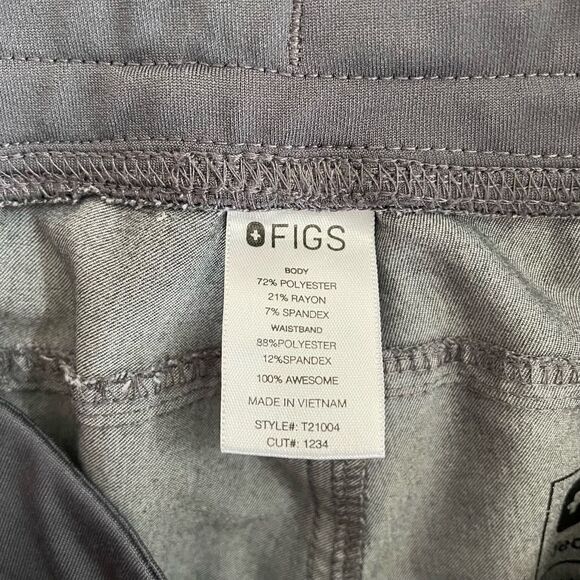 FIGS
BODY
72% POLYESTER
21% RAYON
7% SPANDEX
WAISTBAND
88%POLYESTER
12%SPANDEX
100% AWESOME
MADE IN VIETNAM
STYLE#: T21004
CUT#: 1234